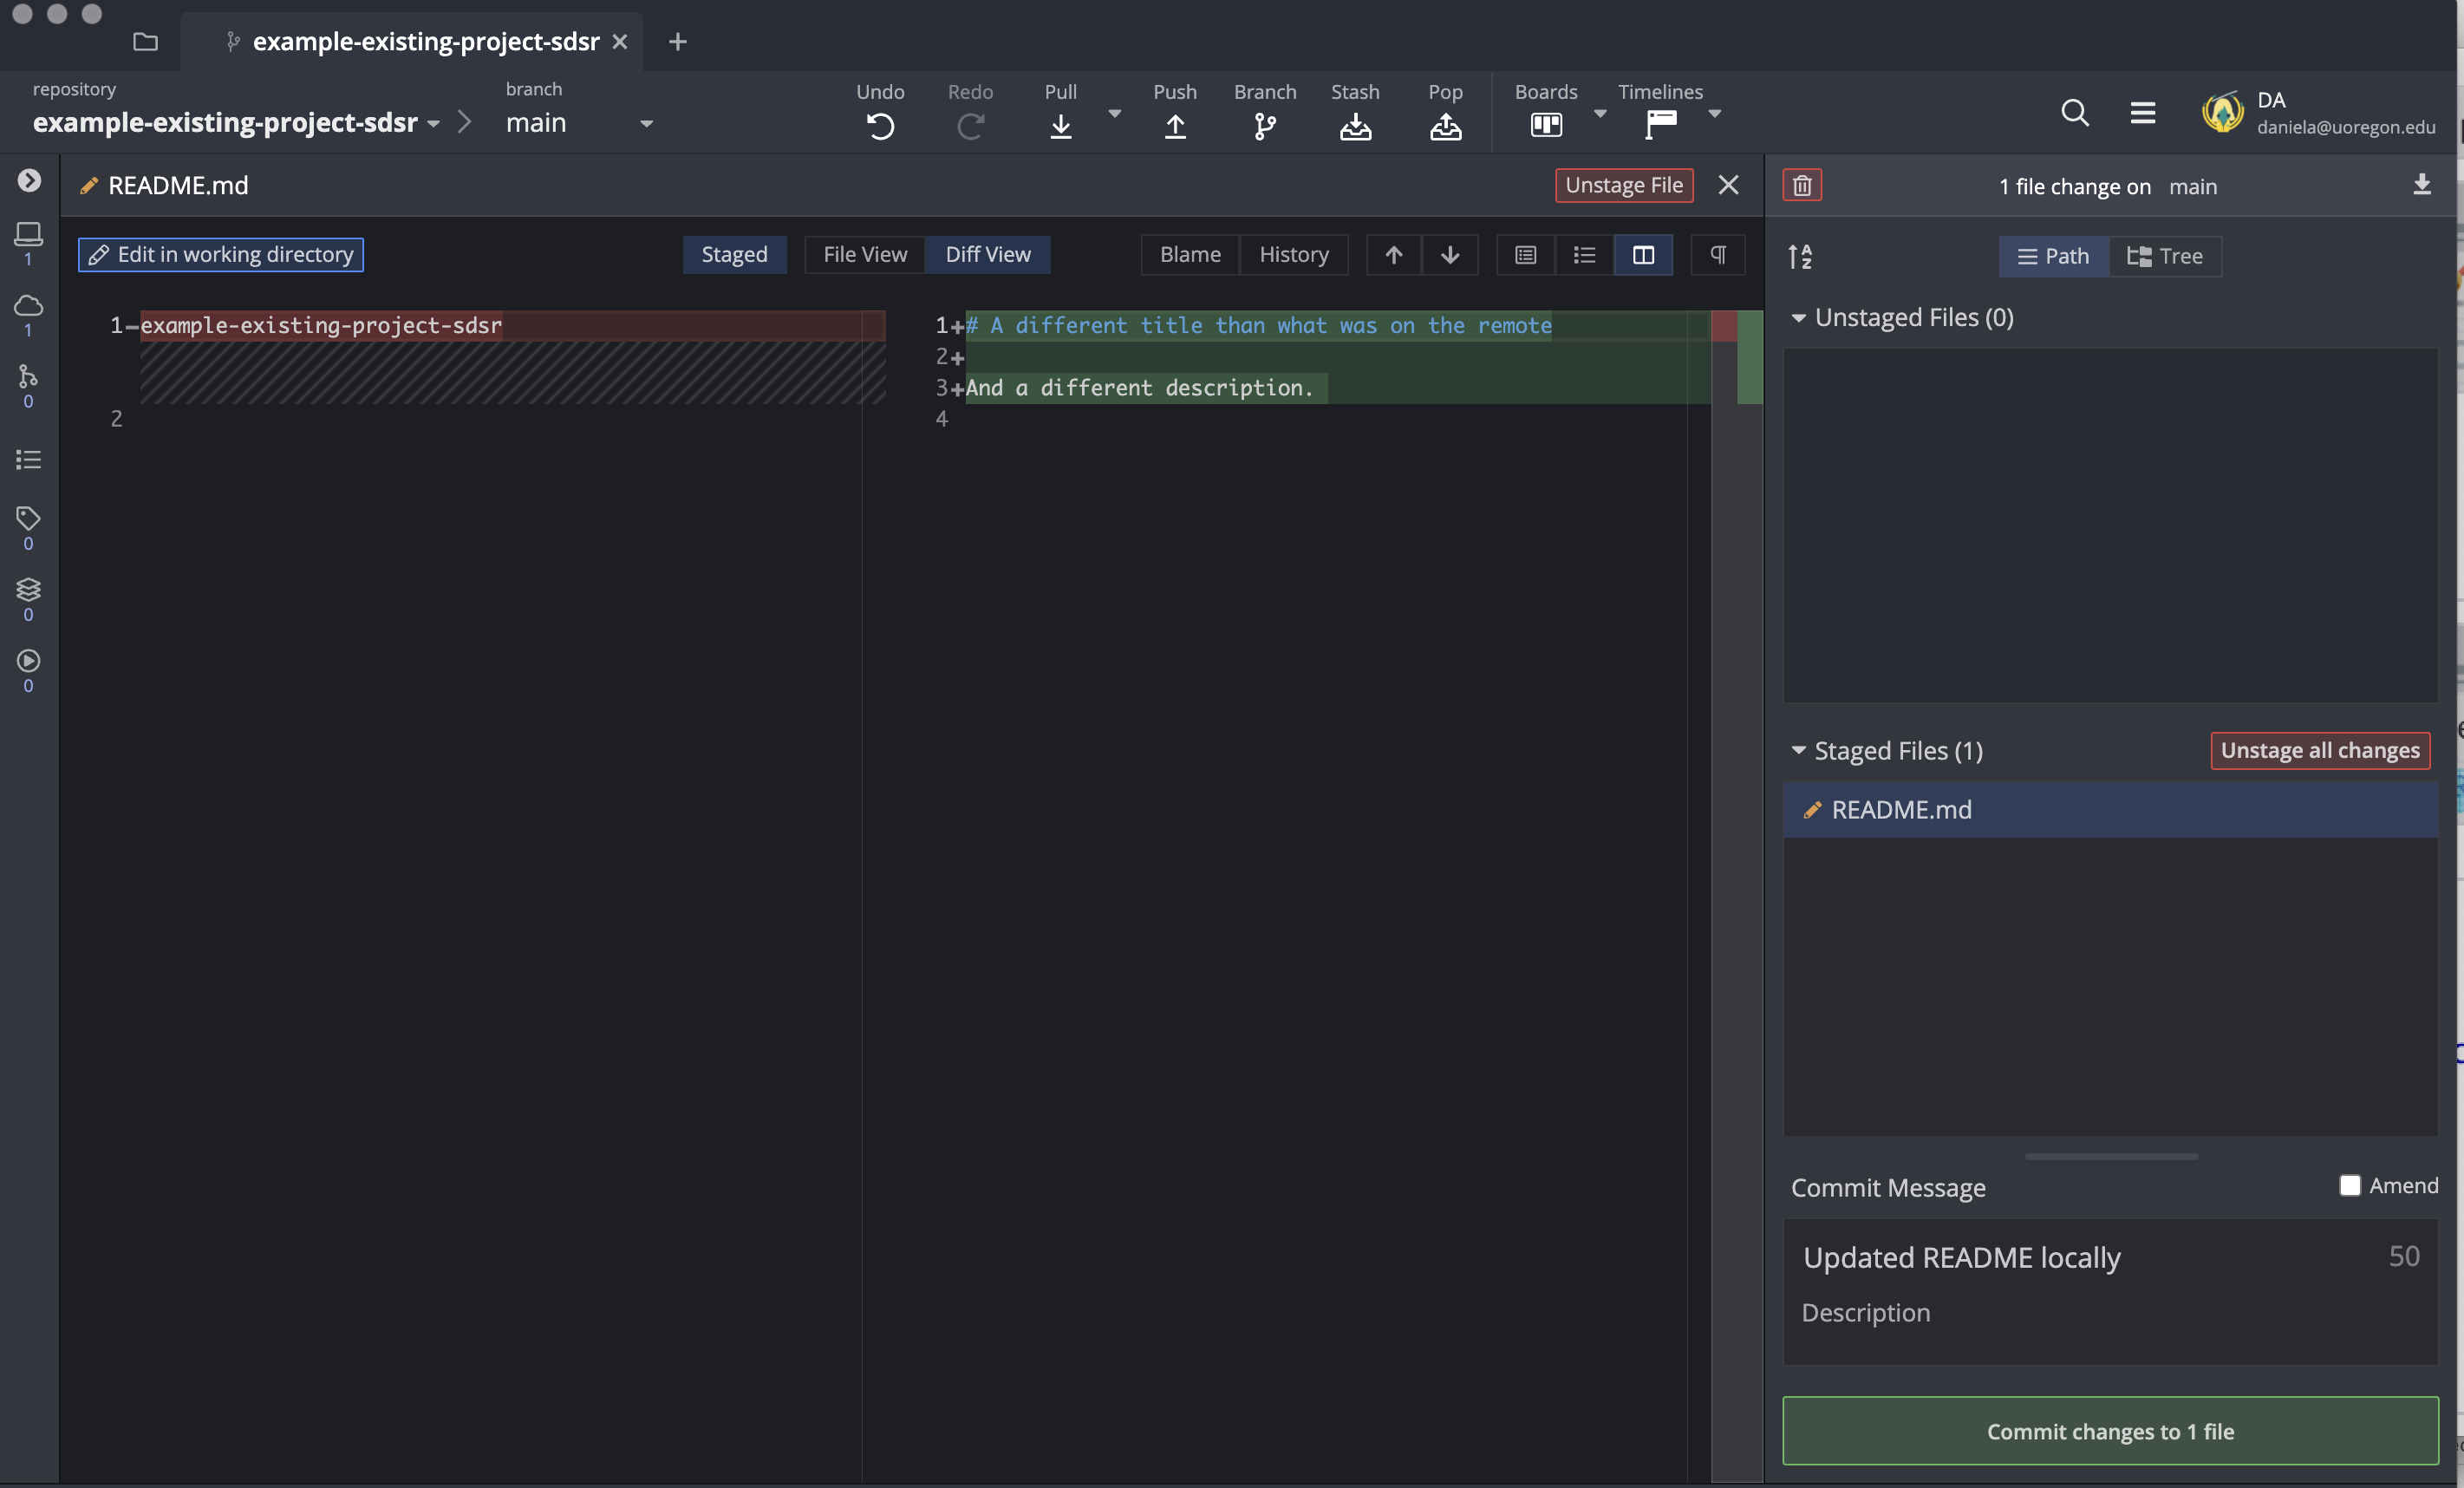 example-existing-project-sdsr
repository
example-existing-project-sdsr
branch
main
Undo
Redo
Pull
Push
Branch
Stash
Pop
Boards
Timelines
DA
daniela@uoregon.edu
README.md
Unstage File
1 file change on main
Edit in working directory
Staged
File View
Diff View
Blame
History
Path
Tree
1
1
0
0
0
0
1 –example-existing-project-sdsr
2
1 +# A different title than what was on the remote
2 +
3 +And a different description.
4
Unstaged Files (0)
Staged Files (1)
Unstage all changes
README.md
Commit Message
Amend
Updated README locally
50
Description
Commit changes to 1 file